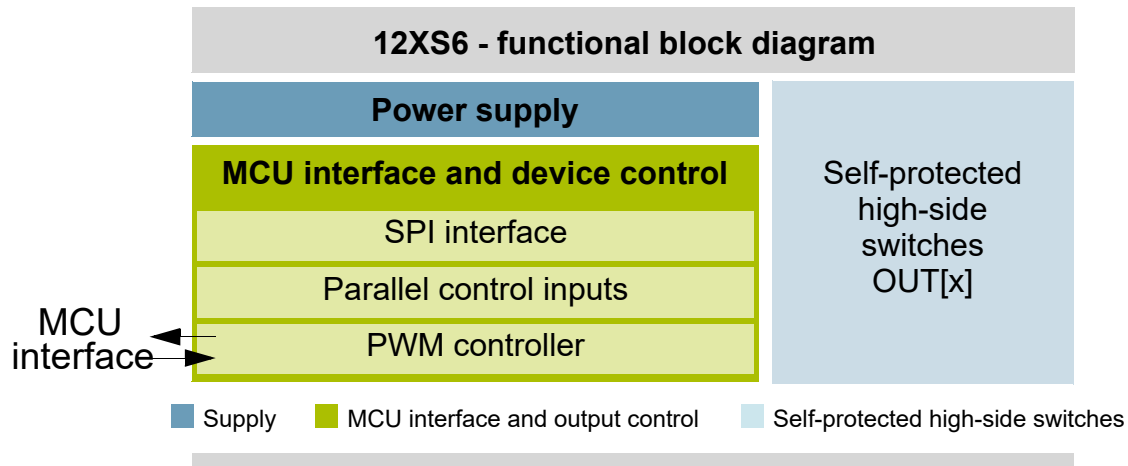 12XS6 - functional block diagram
Power supply
MCU interface and device control
SPI interface
Parallel control inputs
PWM controller
MCU
interface
Self-protected
high-side
switches
OUT[x]
Supply
MCU interface and output control
Self-protected high-side switches